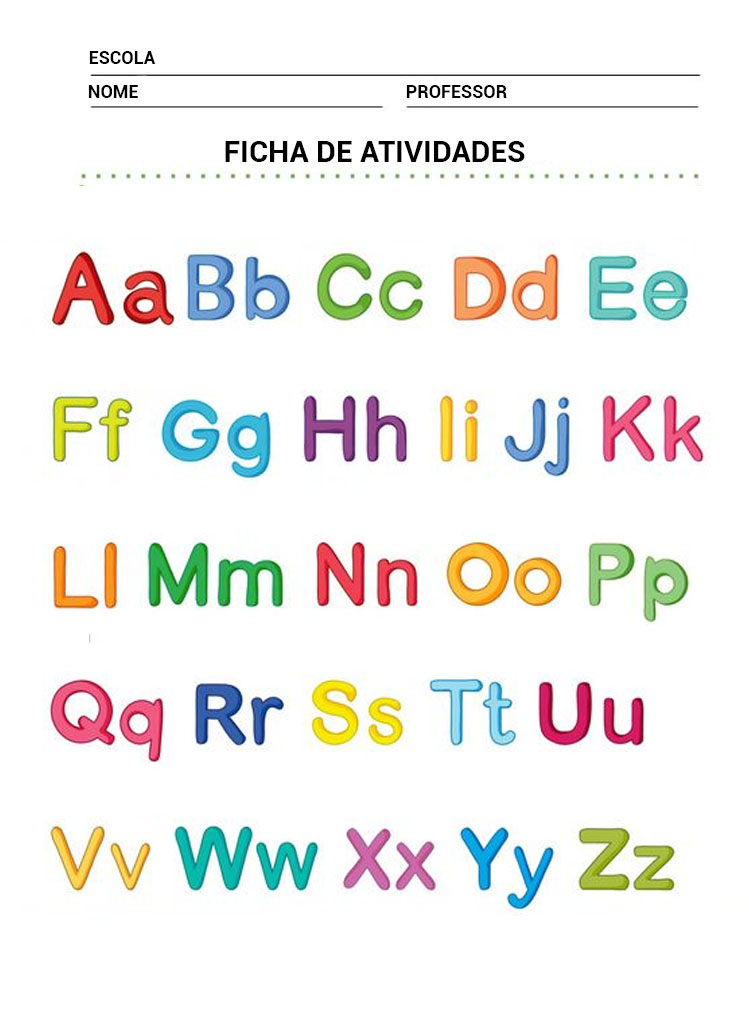 ESCOLA
NOME PROFESSOR
FICHA DE ATIVIDADES
Aa Bb Cc Dd Ee
Ff Gg Hh Ii Jj Kk
Ll Mm Nn Oo Pp
Qq Rr Ss Tt Uu
Vv Ww Xx Yy Zz